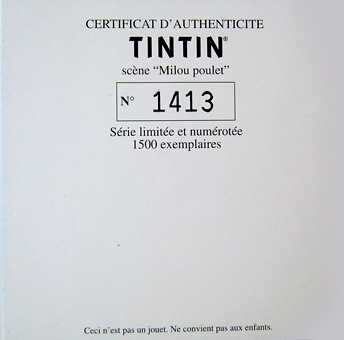 CERTIFICAT D'AUTHENTICITE
TINTIN®
scène "Milou poulet"
N° 1413
Série limitée et numérotée
1500 exemplaires
Ceci n'est pas un jouet. Ne convient pas aux enfants.